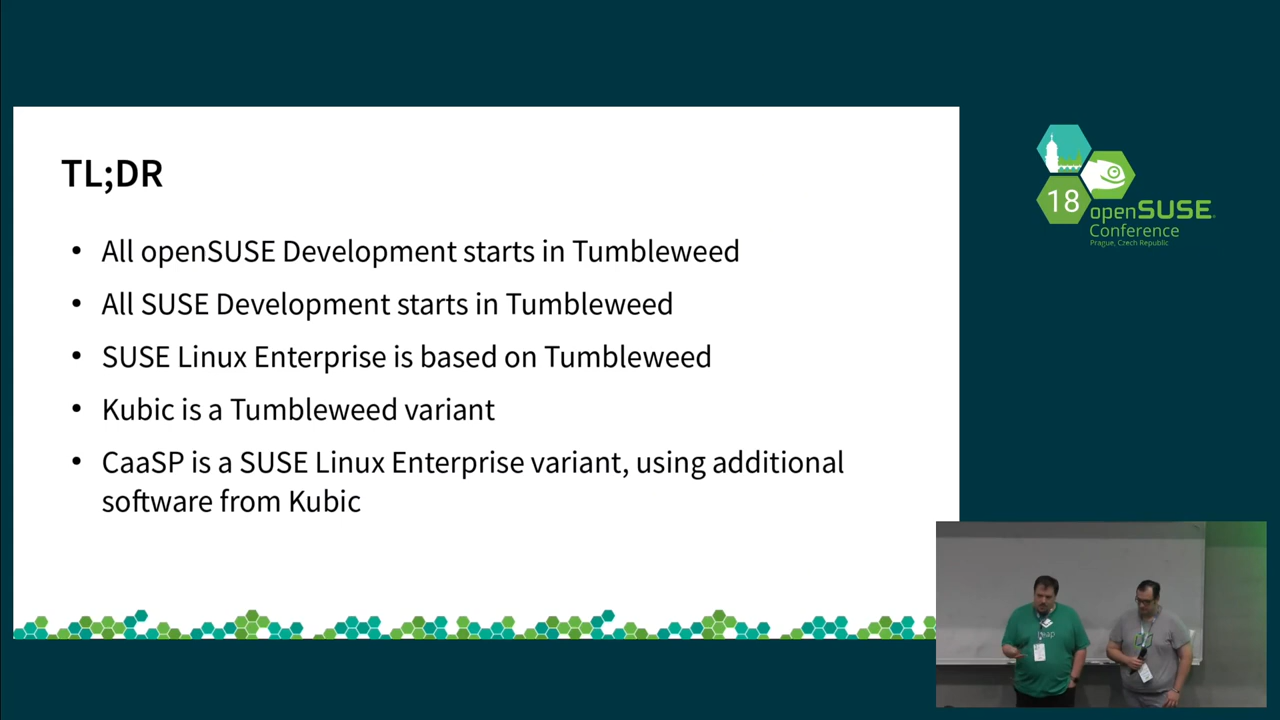 TL;DR
• All openSUSE Development starts in Tumbleweed
• All SUSE Development starts in Tumbleweed
• SUSE Linux Enterprise is based on Tumbleweed
• Kubic is a Tumbleweed variant
• CaaSP is a SUSE Linux Enterprise variant, using additional
software from Kubic
18
openSUSE
Conference
Prague, Czech Republic